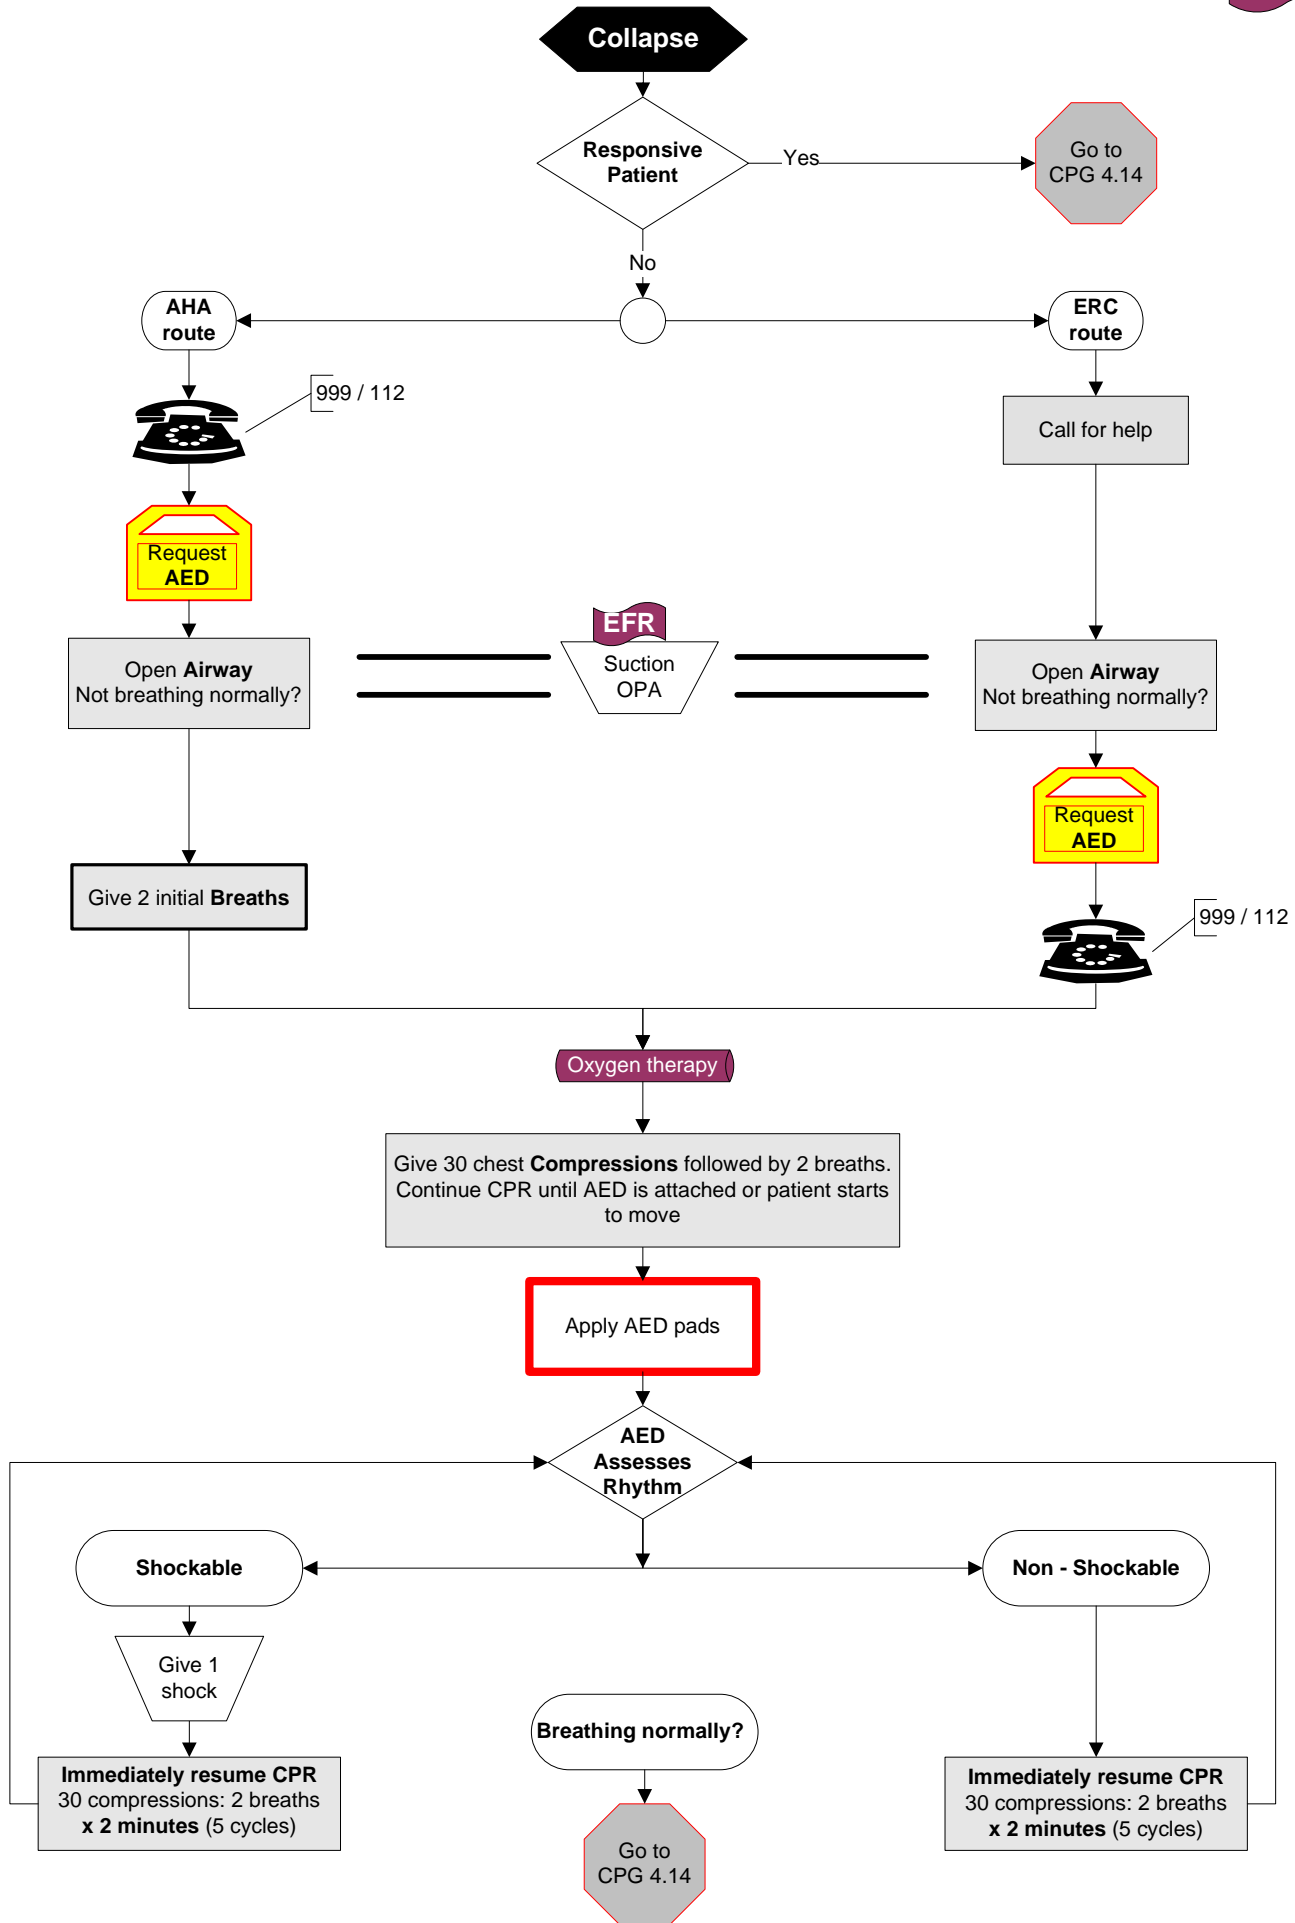 Collapse
Responsive
Patient
Yes
Go to
CPG 4.14
No
AHA
route
ERC
route
999 / 112
Call for help
Request
AED
EFR
Suction
OPA
Open Airway
Not breathing normally?
Open Airway
Not breathing normally?
Request
AED
Give 2 initial Breaths
999 / 112
Oxygen therapy
Give 30 chest Compressions followed by 2 breaths.
Continue CPR until AED is attached or patient starts
to move
Apply AED pads
AED
Assesses
Rhythm
Shockable
Non - Shockable
Give 1
shock
Breathing normally?
Immediately resume CPR
30 compressions: 2 breaths
x 2 minutes (5 cycles)
Immediately resume CPR
30 compressions: 2 breaths
x 2 minutes (5 cycles)
Go to
CPG 4.14